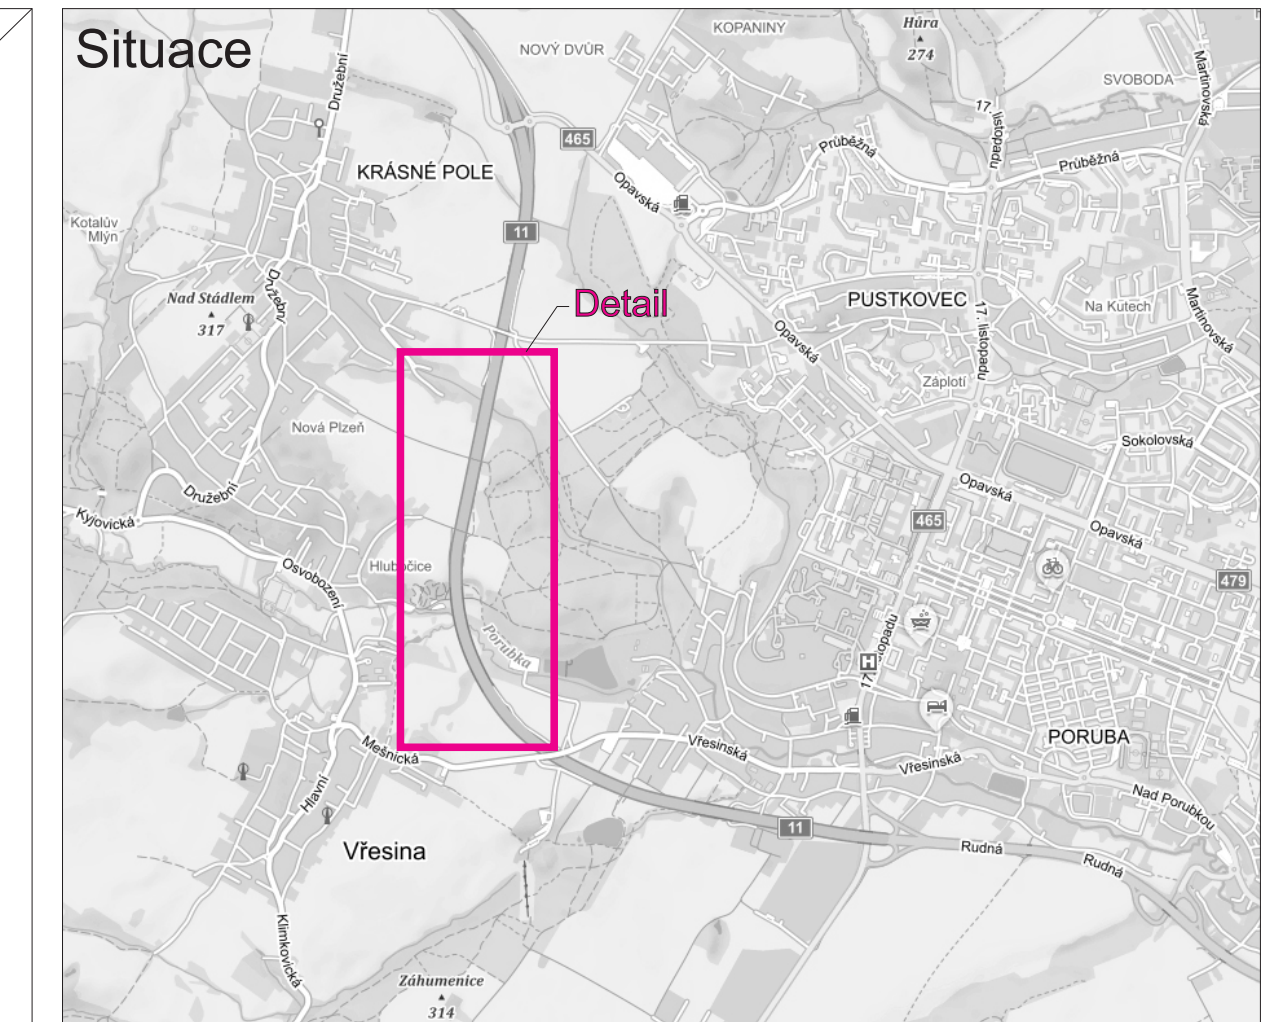 Situace
Hůra
274
KOPANINY
NOVÝ DVŮR
SVOBODA
Martinovská
Družební
17. listopadu
465
Průběžná
Průběžná
KRÁSNÉ POLE
Opavská
Kotalův
Mlýn
11
Družební
Nad Stádlem
317
Detail
PUSTKOVEC
Na Kutech
17. listopadu
Martinovská
Opavská
Záplotí
Nová Plzeň
Sokolovská
Družební
Opavská
Kyjovická
465
Opavská
Osvobození
Hlubočice
479
Porubka
17. listopadu
H
Mešnická
Vřesinská
PORUBA
Vřesinská
Hlavní
Nad Porubkou
11
Vřesina
Rudná
Rudná
Klimkovická
Záhumenice
314